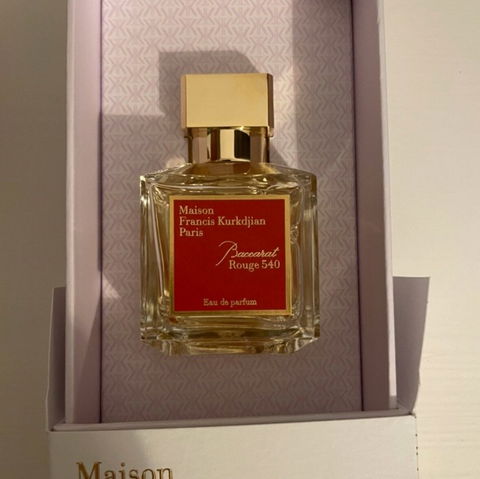 Maison
Francis Kurkdjian
Paris
Baccarat
Rouge 540
Eau de parfum
Maison